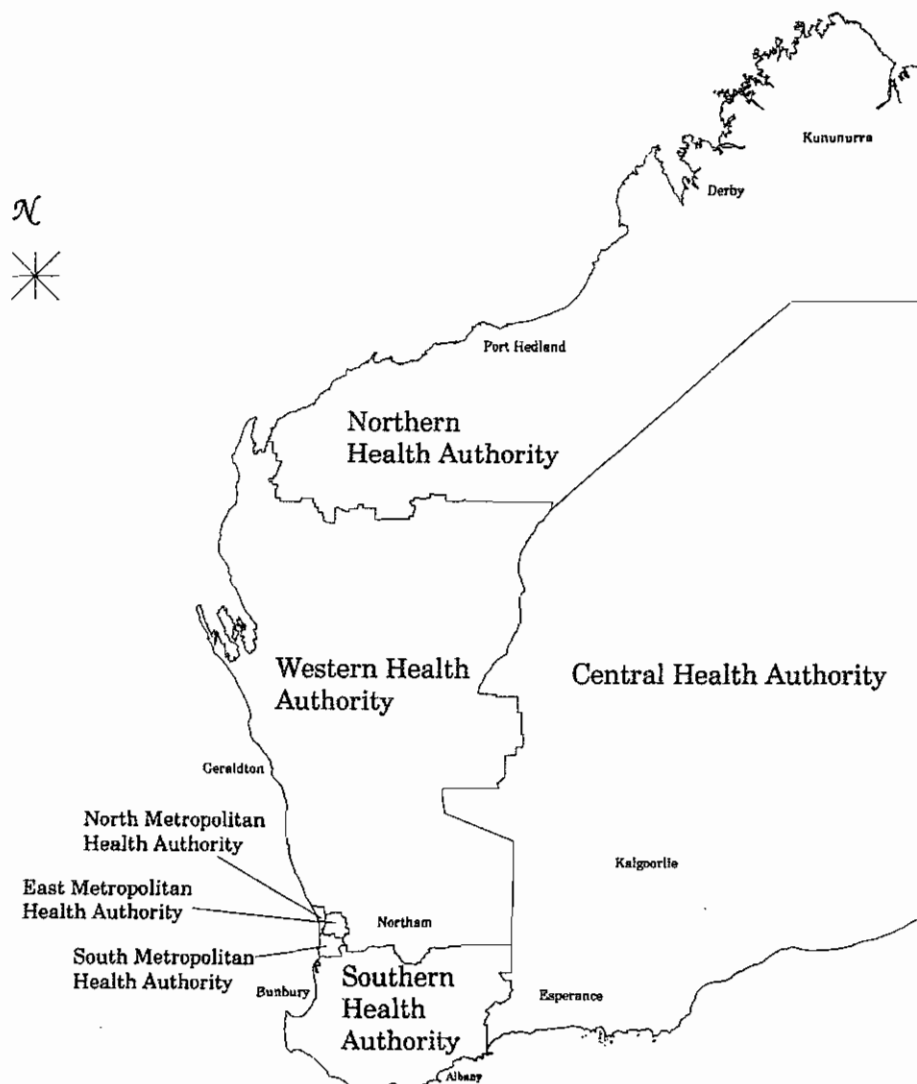 Kununurra
Derby
N
Port Hedland
Northern
Health Authority
Western Health
Authority
Central Health Authority
Geraldton
North Metropolitan
Health Authority
Kalgoorlie
East Metropolitan
Health Authority
Northam
South Metropolitan
Health Authority
Bunbury
Southern
Health
Authority
Esperance
Albany